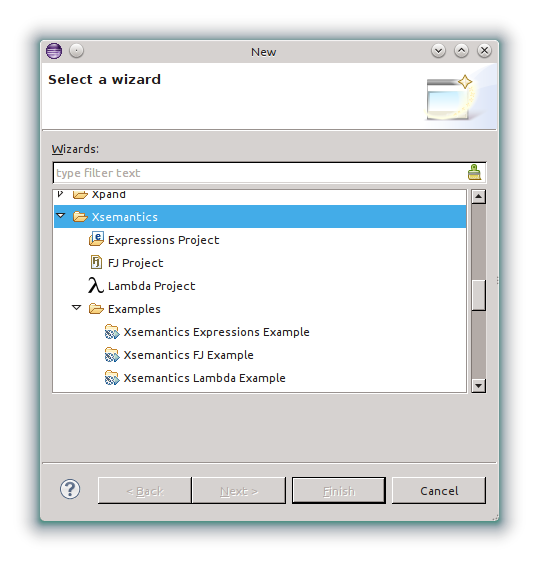 New
Select a wizard
Wizards:
type filter text
Xpand
Xsemantics
Expressions Project
FJ Project
Lambda Project
Examples
Xsemantics Expressions Example
Xsemantics FJ Example
Xsemantics Lambda Example
? < Back Next > Finish Cancel